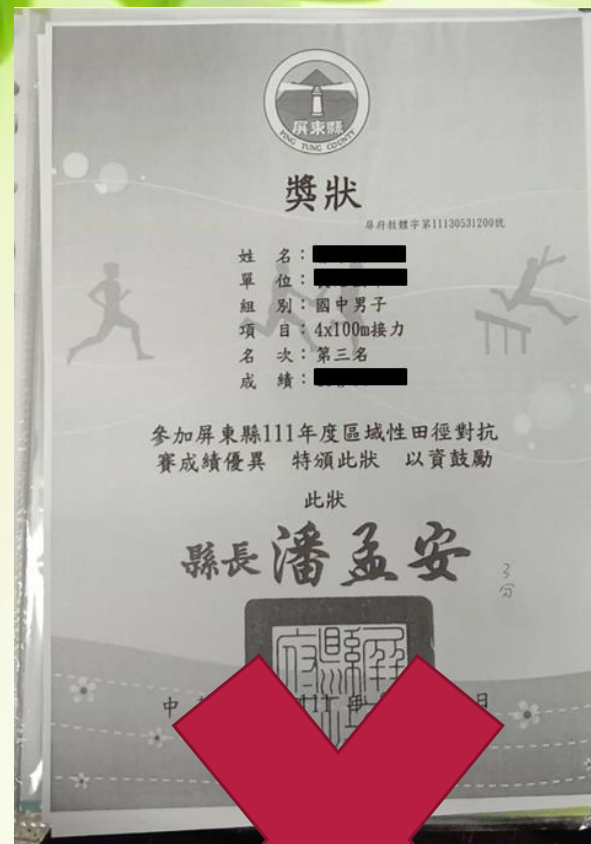 屏東縣
PING TUNG COUNTY
獎狀
屏府教體字第11130531200號
姓 名：
單 位：
組 別：國中男子
項 目：4x100m接力
名 次：第三名
成 績：
參加屏東縣111年度區域性田徑對抗
賽成績優異 特頒此狀 以資鼓勵
此狀
縣長潘孟安
3分
中 111 年 日